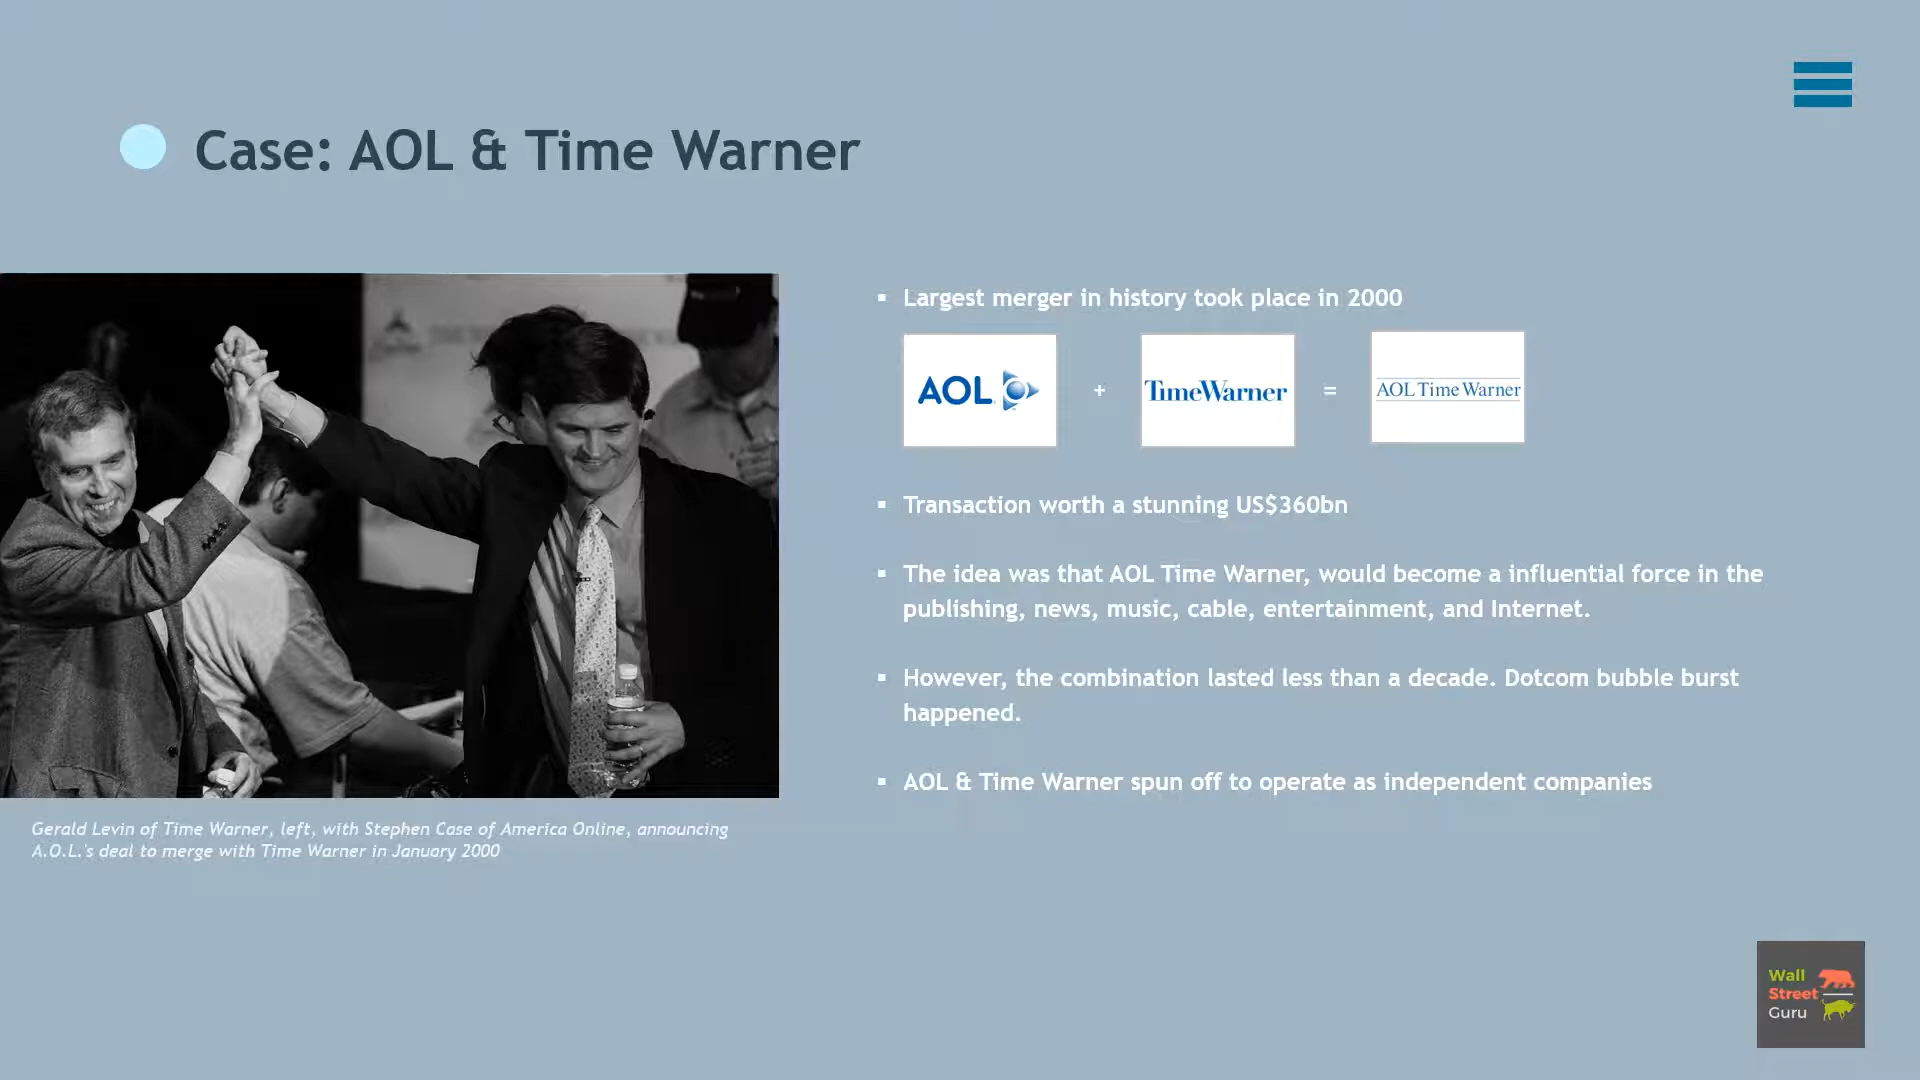 Case: AOL & Time Warner
Largest merger in history took place in 2000
AOL + TimeWarner = AOL Time Warner
Transaction worth a stunning US$360bn
The idea was that AOL Time Warner, would become a influential force in the
publishing, news, music, cable, entertainment, and Internet.
However, the combination lasted less than a decade. Dotcom bubble burst
happened.
AOL & Time Warner spun off to operate as independent companies
Gerald Levin of Time Warner, left, with Stephen Case of America Online, announcing
A.O.L.'s deal to merge with Time Warner in January 2000
Wall
Street
Guru